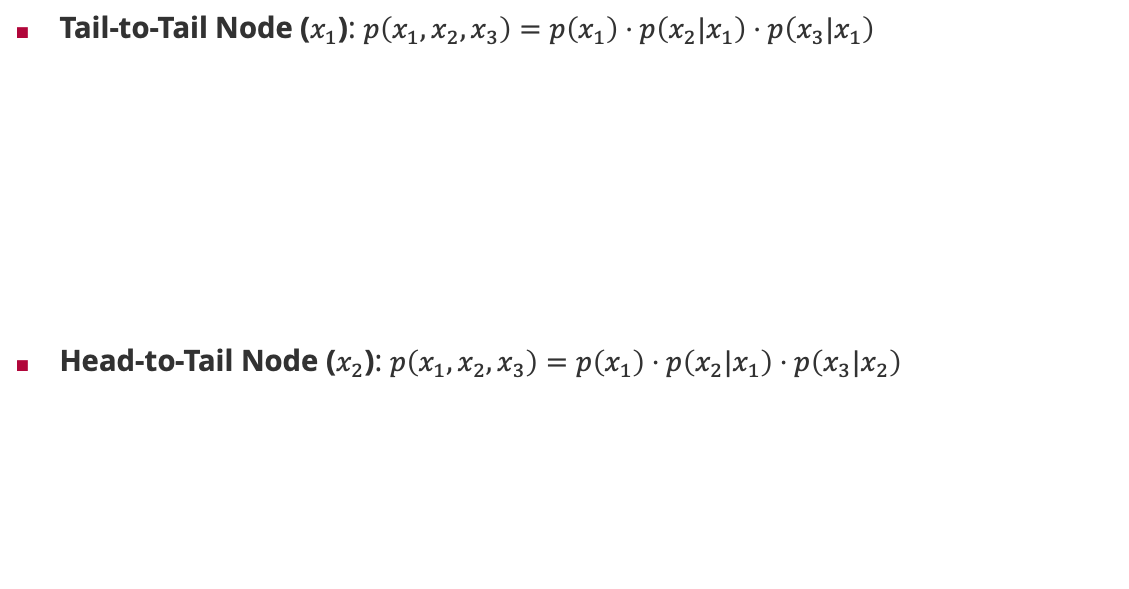 ▪ Tail-to-Tail Node (𝑥₁): 𝑝(𝑥₁, 𝑥₂, 𝑥₃) = 𝑝(𝑥₁) · 𝑝(𝑥₂|𝑥₁) · 𝑝(𝑥₃|𝑥₁)
▪ Head-to-Tail Node (𝑥₂): 𝑝(𝑥₁, 𝑥₂, 𝑥₃) = 𝑝(𝑥₁) · 𝑝(𝑥₂|𝑥₁) · 𝑝(𝑥₃|𝑥₂)